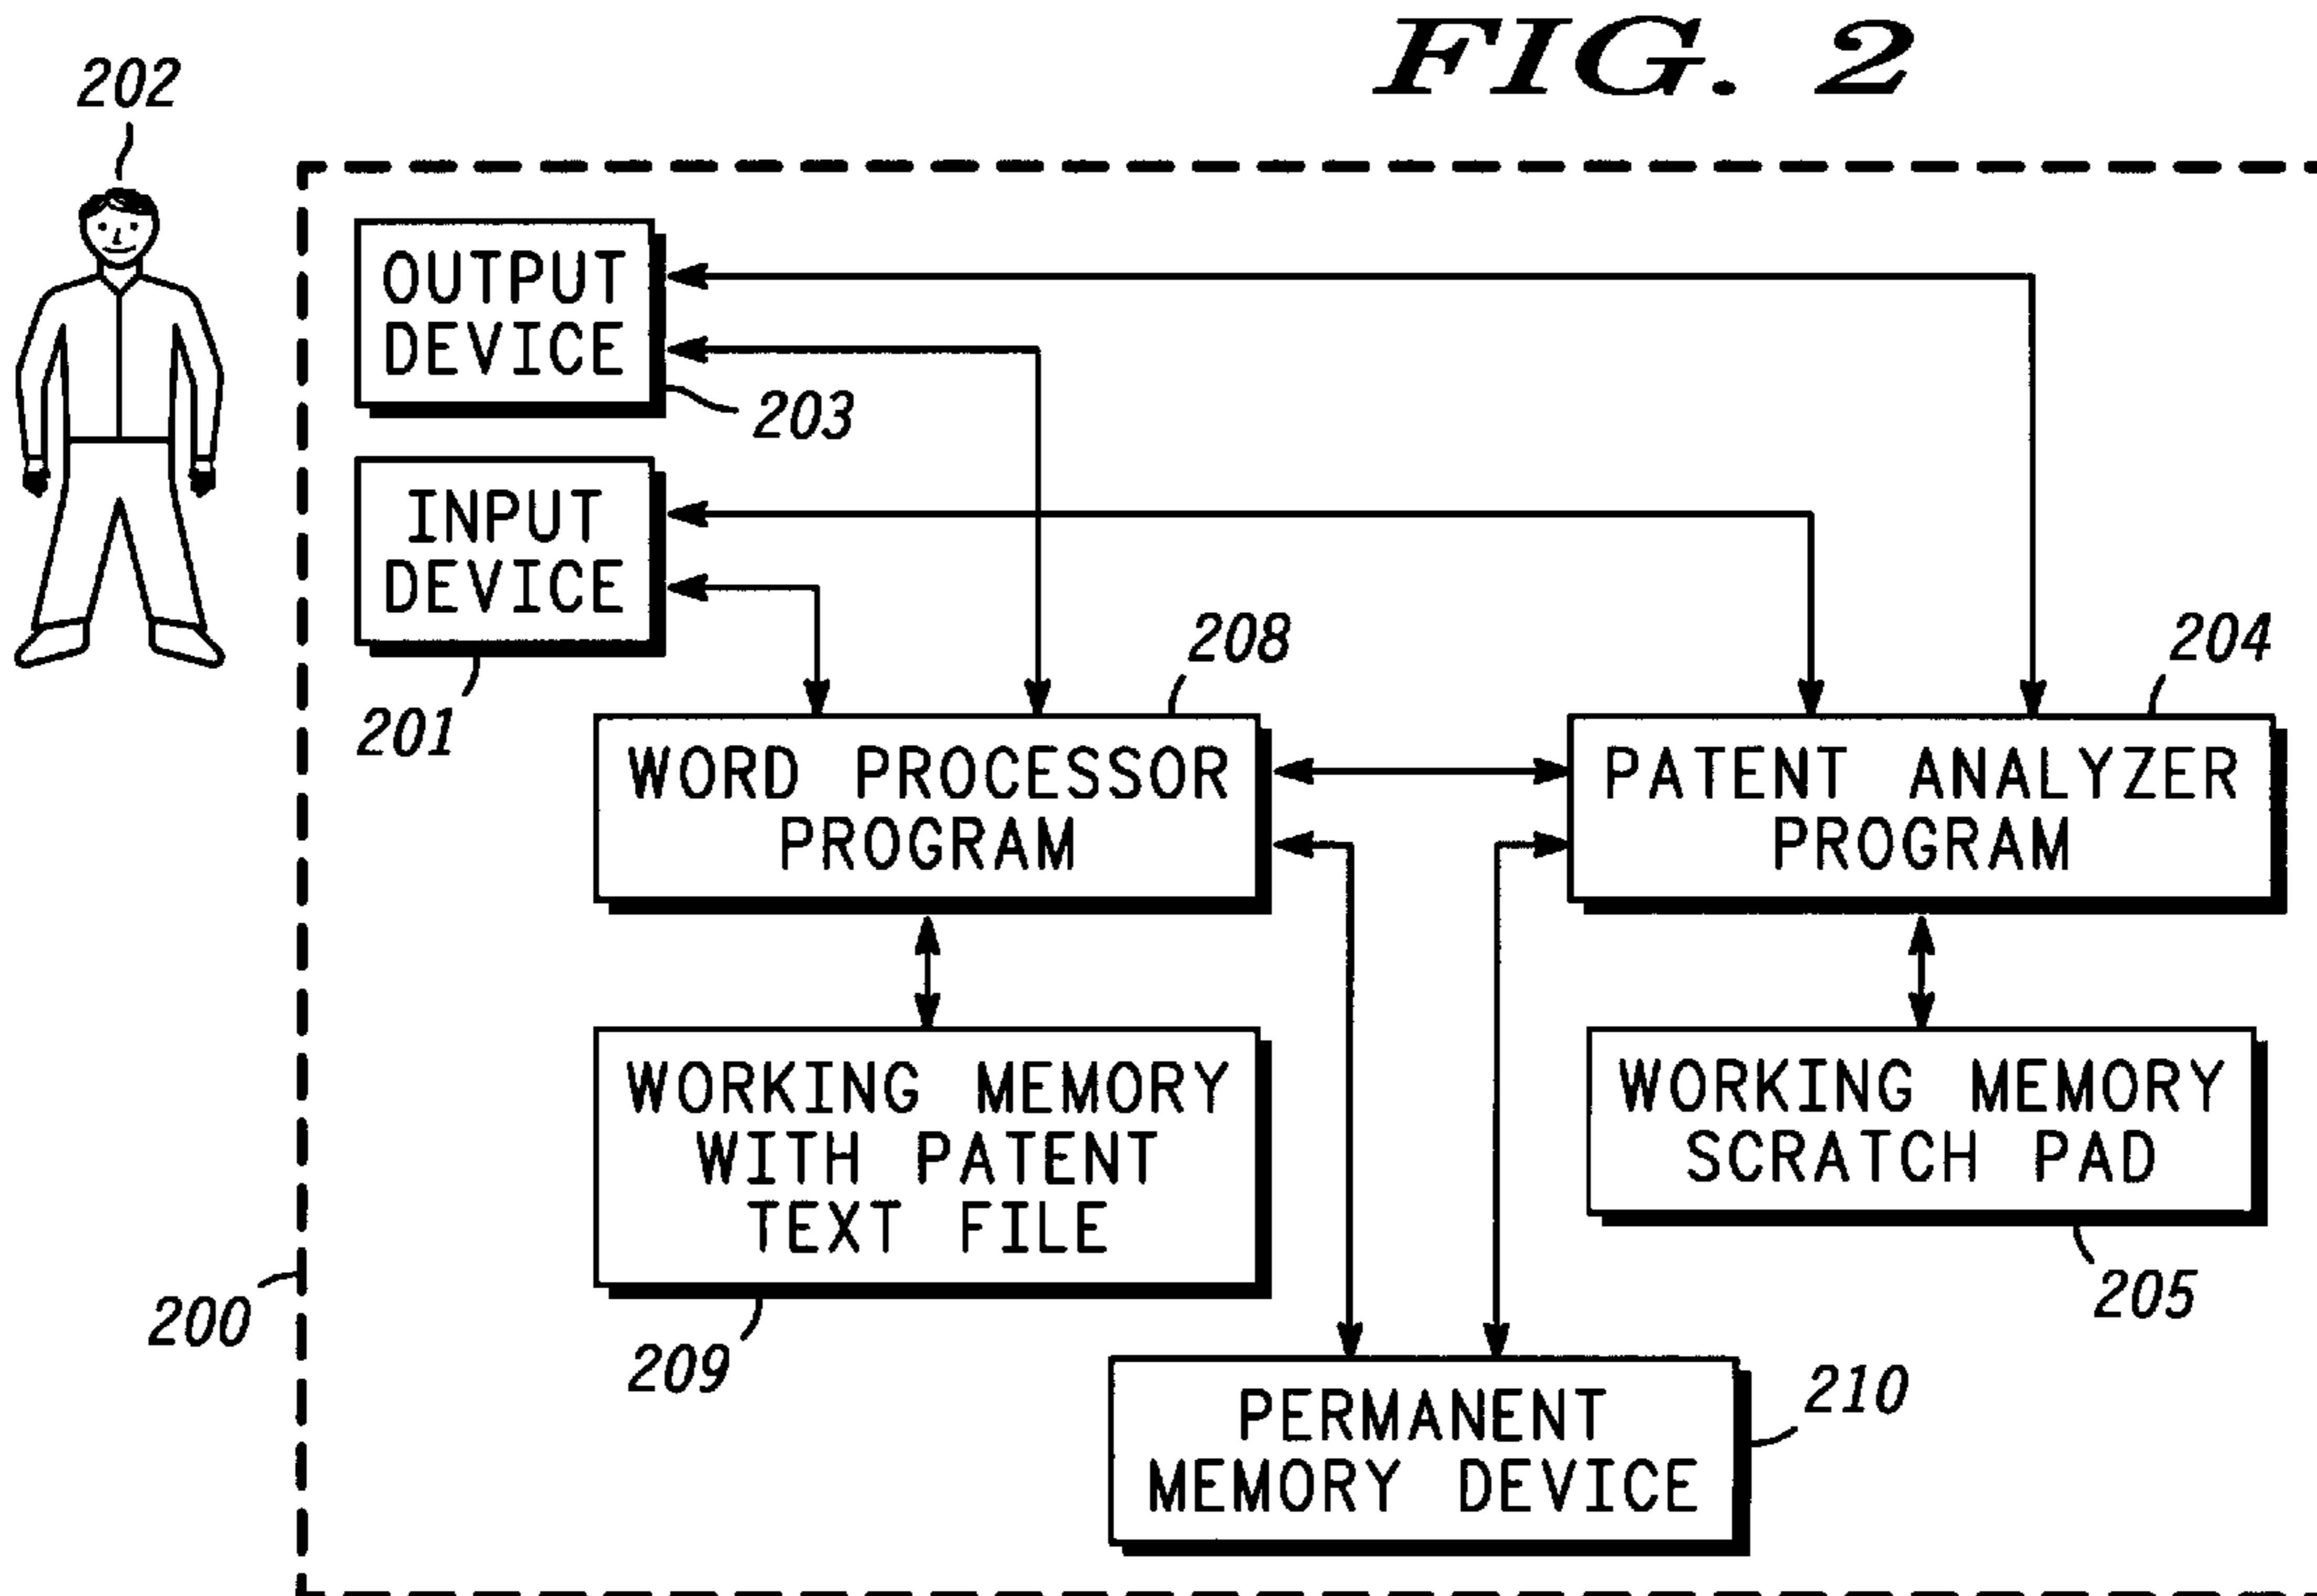 FIG. 2
202
OUTPUT
DEVICE
203
INPUT
DEVICE
201
208
204
WORD PROCESSOR
PROGRAM
PATENT ANALYZER
PROGRAM
WORKING MEMORY
WITH PATENT
TEXT FILE
WORKING MEMORY
SCRATCH PAD
200
209
205
PERMANENT
MEMORY DEVICE
210